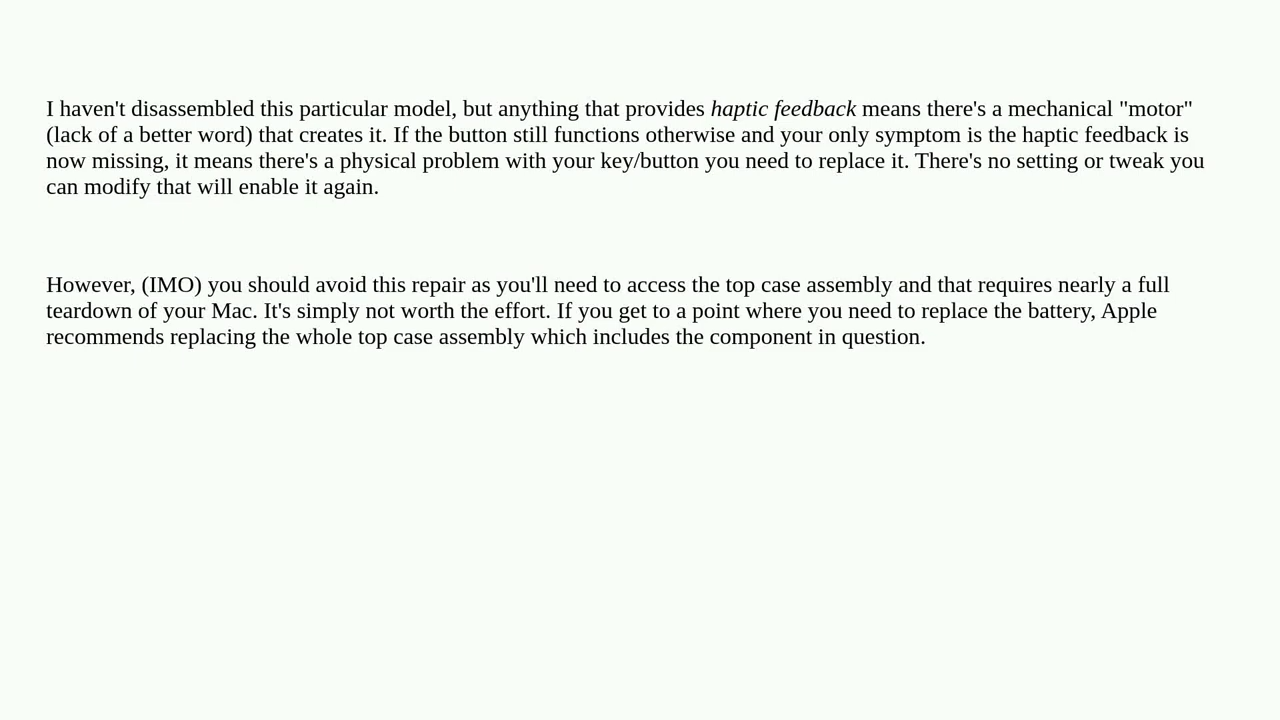 I haven't disassembled this particular model, but anything that provides haptic feedback means there's a mechanical "motor"
(lack of a better word) that creates it. If the button still functions otherwise and your only symptom is the haptic feedback is
now missing, it means there's a physical problem with your key/button you need to replace it. There's no setting or tweak you
can modify that will enable it again.
However, (IMO) you should avoid this repair as you'll need to access the top case assembly and that requires nearly a full
teardown of your Mac. It's simply not worth the effort. If you get to a point where you need to replace the battery, Apple
recommends replacing the whole top case assembly which includes the component in question.